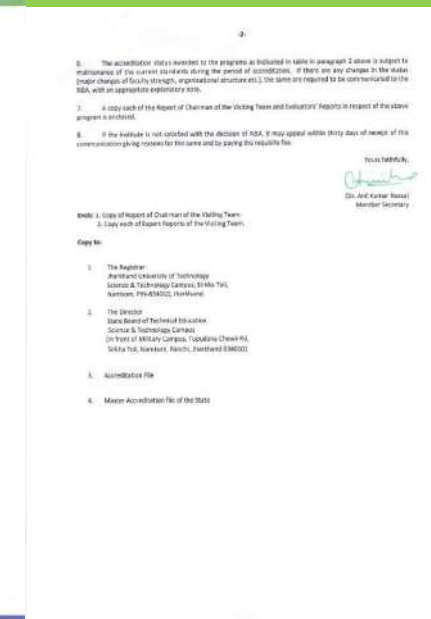 -2-
6. The accreditation status awarded to the programs as indicated in table in paragraph 2 above is subject to
maintenance of the current standards during the period of accreditation. If there are any changes in the status
(major changes of faculty strength, organizational structure etc.), the same are required to be communicated to the
NBA, with an appropriate explanatory note.
7. A copy each of the Report of Chairman of the Visiting Team and Evaluators' Reports in respect of the above
program is enclosed.
8. If the Institute is not satisfied with the decision of NBA, it may appeal within thirty days of receipt of this
communication giving reasons for the same and by paying the requisite fee.
Yours faithfully,
(Dr. Anil Kumar Nassa)
Member Secretary
Encls: 1. Copy of Report of Chairman of the Visiting Team.
2. Copy each of Expert Reports of the Visiting Team.
Copy to:
1. The Registrar
Jharkhand University of Technology
Science & Technology Campus, Sirkha Toli,
Namkum, PIN-834010, Jharkhand
2. The Director
State Board of Technical Education
Science & Technology Campus
(in front of Military Campus, Tupudana Chowk Rd,
Sirkha Toli, Namkum, Ranchi, Jharkhand 834010)
3. Accreditation File
4. Master Accreditation file of the State